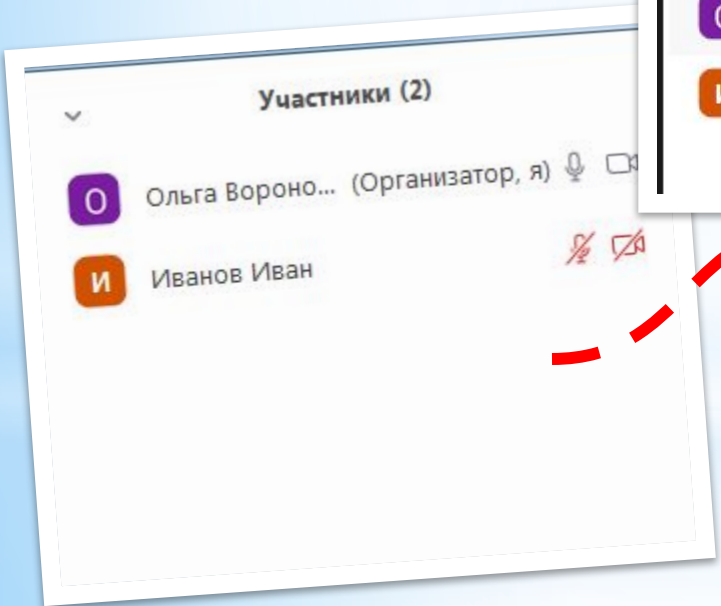 Участники (2)
О Ольга Вороно... (Организатор, я)
И Иванов Иван